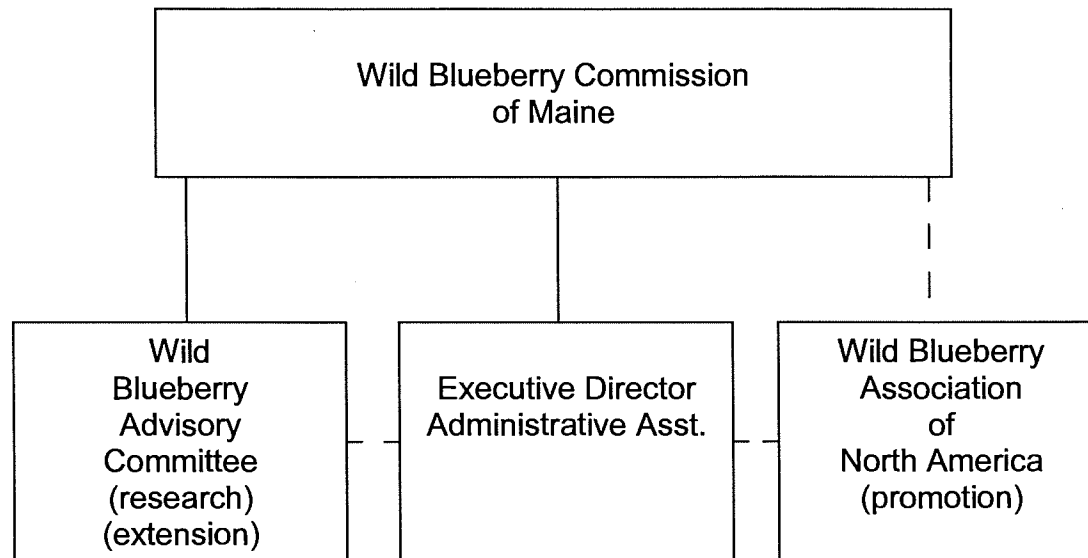 Wild Blueberry Commission
of Maine
Wild
Blueberry
Advisory
Committee
(research)
(extension)
Executive Director
Administrative Asst.
Wild Blueberry
Association
of
North America
(promotion)